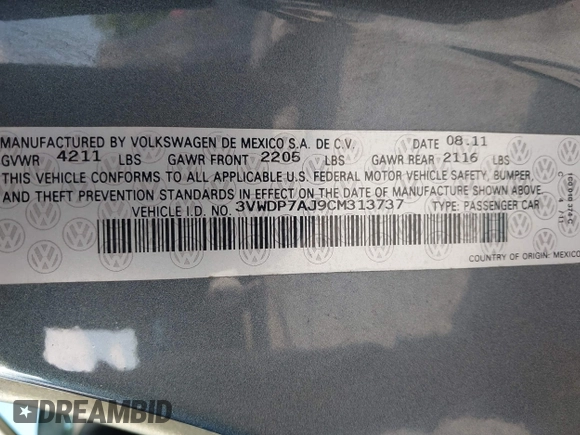 MANUFACTURED BY VOLKSWAGEN DE MEXICO S.A. DE C.V. DATE 08.11
GVWR 4211 LBS GAWR FRONT 2205 LBS GAWR REAR 2116 LBS
THIS VEHICLE CONFORMS TO ALL APPLICABLE U.S. FEDERAL MOTOR VEHICLE SAFETY, BUMPER
AND THEFT PREVENTION STANDARDS IN EFFECT ON THE DATE OF MANUFACTURE SHOWN ABOVE.
VEHICLE I.D. NO. 3VWDP7AJ9CM313737 TYPE: PASSENGER CAR
COUNTRY OF ORIGIN: MEXICO
DREAMBID